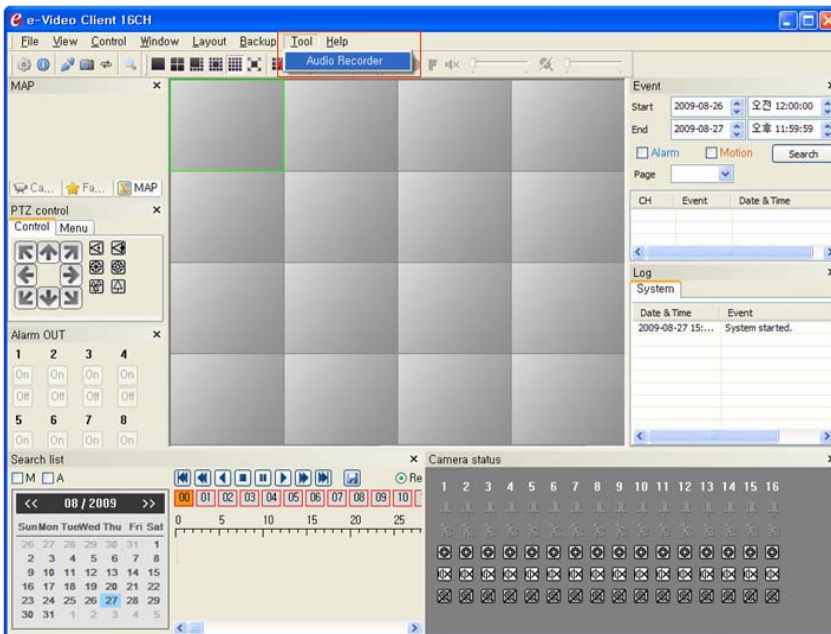 e-Video Client 16CH
File View Control Window Layout Backup Tool Help
Audio Recorder
MAP
Ca... Fa... MAP
PTZ control
Control Menu
Alarm OUT
1 2 3 4
On On On On
Off Off Off Off
5 6 7 8
On On On On
Event
Start 2009-08-26 오전 12:00:00
End 2009-08-27 오후 11:59:59
Alarm Motion Search
Page
CH Event Date & Time
Log
System
Date & Time Event
2009-08-27 15:... System started.
Search list
M A
<< 08 / 2009 >>
Sun Mon Tue Wed Thu Fri Sat
26 27 28 29 30 31 1
2 3 4 5 6 7 8
9 10 11 12 13 14 15
16 17 18 19 20 21 22
23 24 25 26 27 28 29
30 31 1 2 3 4 5
Re
00 01 02 03 04 05 06 07 08 09 10
0 5 10 15 20 25
Camera status
1 2 3 4 5 6 7 8 9 10 11 12 13 14 15 16